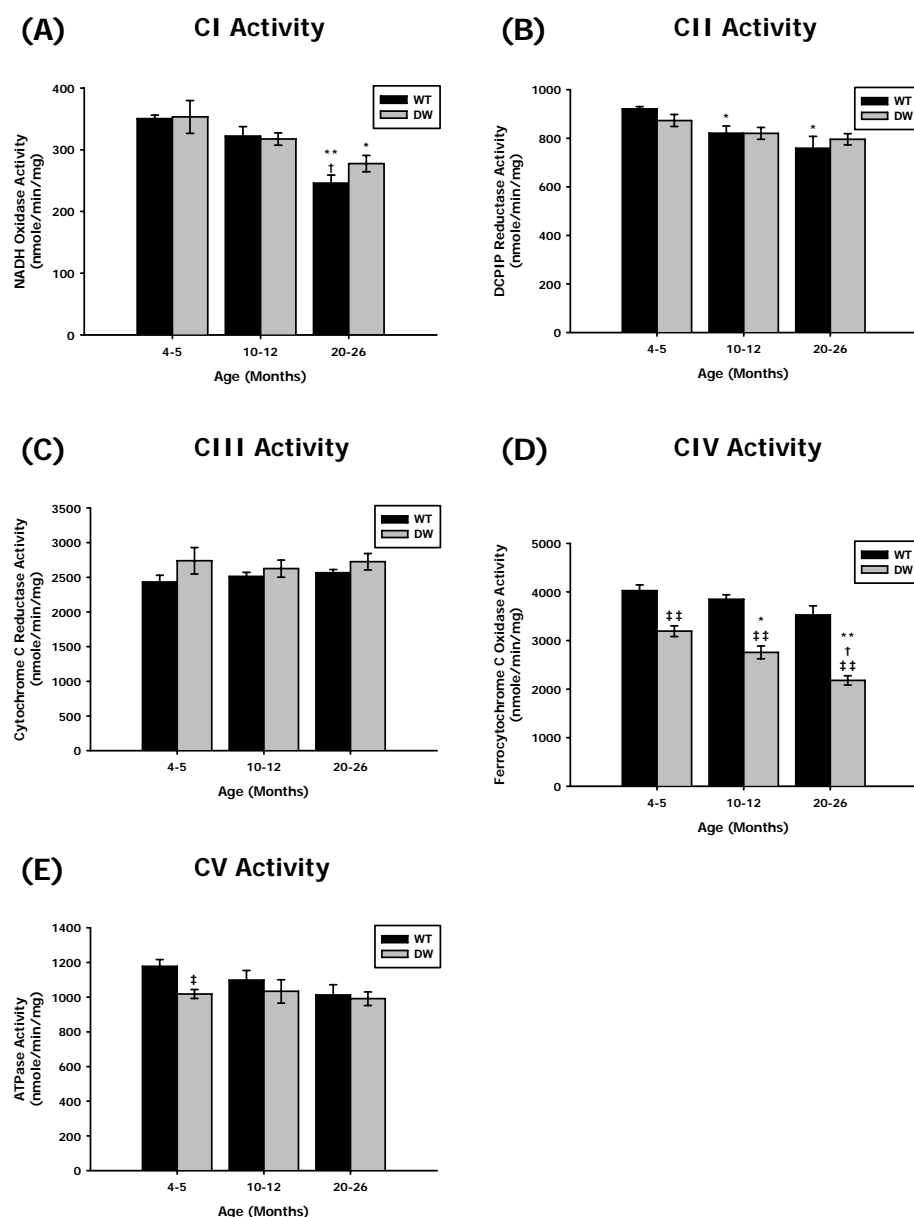 (A) CI Activity
NADH Oxidase Activity
(nmole/min/mg)
400
300
200
100
0
WT
DW
** *
†
4-5 10-12 20-26
Age (Months)
(B) CII Activity
DCPIP Reductase Activity
(nmole/min/mg)
1000
800
600
400
200
0
WT
DW
* *
4-5 10-12 20-26
Age (Months)
(C) CIII Activity
Cytochrome C Reductase Activity
(nmole/min/mg)
3500
3000
2500
2000
1500
1000
500
0
WT
DW
4-5 10-12 20-26
Age (Months)
(D) CIV Activity
Ferrocytochrome C Oxidase Activity
(nmole/min/mg)
5000
4000
3000
2000
1000
0
WT
DW
‡‡
*
‡‡
**
†
‡‡
4-5 10-12 20-26
Age (Months)
(E) CV Activity
ATPase Activity
(nmole/min/mg)
1400
1200
1000
800
600
400
200
0
WT
DW
‡
4-5 10-12 20-26
Age (Months)